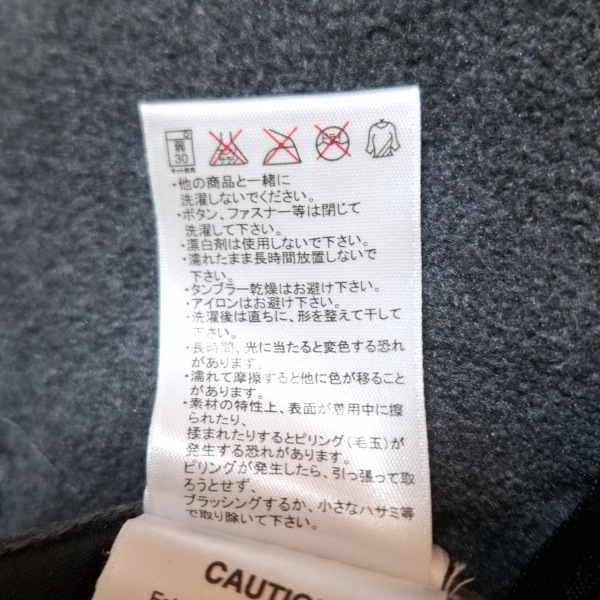 弱
30
ネット使用
サラシ
ドライ
・他の商品と一緒に
洗濯しないでください。
・ボタン、ファスナー等は閉じて
洗濯して下さい。
・漂白剤は使用しないで下さい。
・濡れたまま長時間放置しないで
下さい。
・タンブラー乾燥はお避け下さい。
・アイロンはお避け下さい。
・洗濯後は直ちに、形を整えて干して
下さい。
・長時間、光に当たると変色する恐れ
があります
・濡れて摩擦すると他に色が移ること
があります。
・素材の特性上、表面が着用中に擦
られたり、
揉まれたりするとピリング(毛玉)が
発生する恐れがあります。
ピリングが発生したら、引っ張って取
ろうとせず、
ブラッシングするか、小さなハサミ等
で取り除いて下さい。
CAUTIO